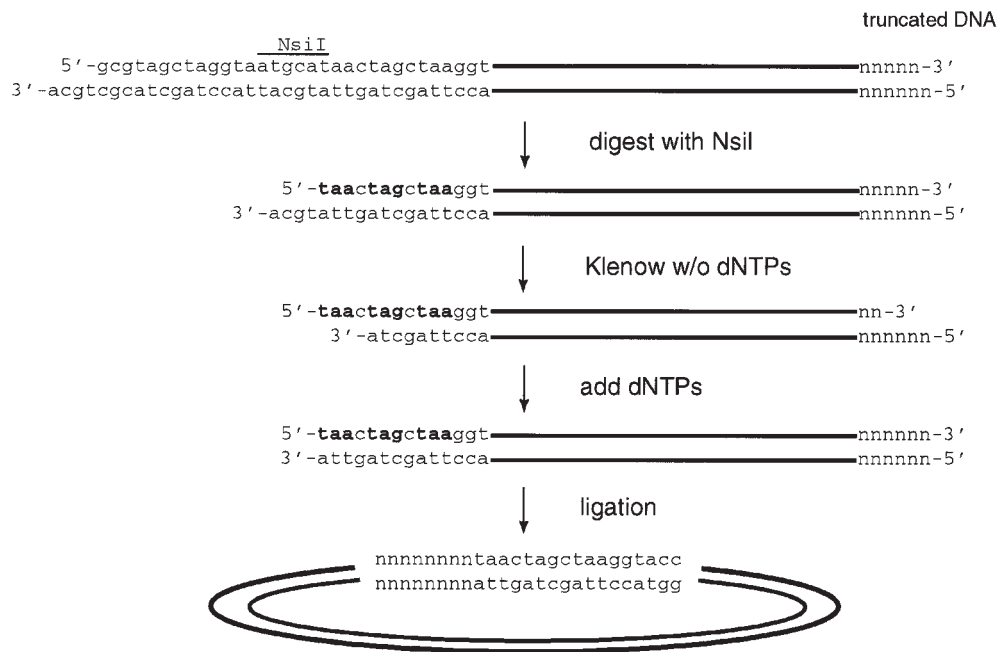 truncated DNA
NsiI
5′-gcgtagctaggtaatgcataactagctaaggt nnnnn-3′
3′-acgtcgcatcgatccattacgtattgatcgattcca nnnnnn-5′
digest with NsiI
5′-taactagctaaggt nnnnn-3′
3′-acgtattgatcgattcca nnnnnn-5′
Klenow w/o dNTPs
5′-taactagctaaggt nn-3′
3′-atcgattcca nnnnnn-5′
add dNTPs
5′-taactagctaaggt nnnnnn-3′
3′-attgatcgattcca nnnnnn-5′
ligation
nnnnnnnntaactagctaaggtacc
nnnnnnnnattgatcgattccatgg